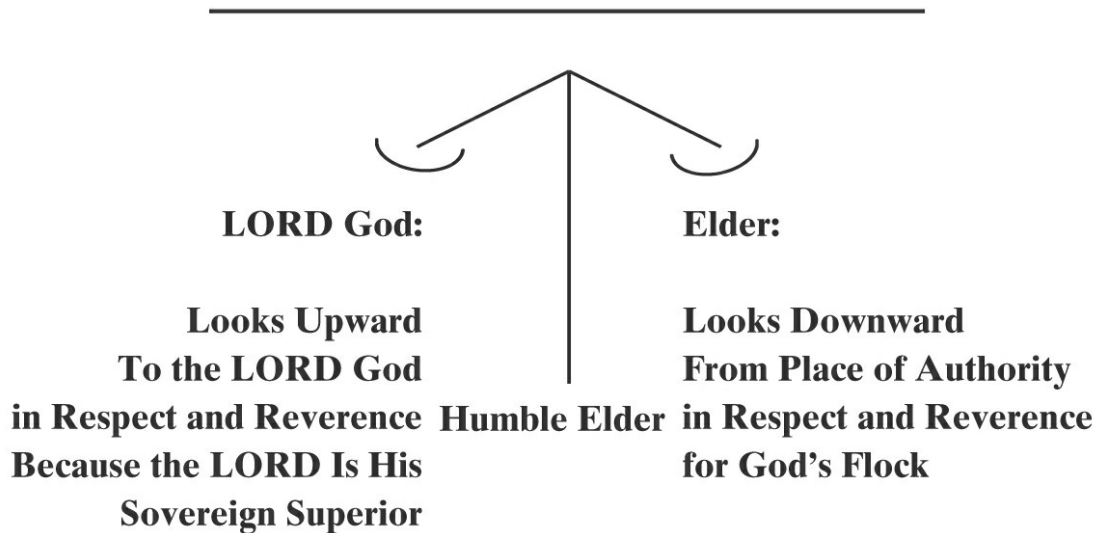 LORD God:
Looks Upward
To the LORD God
in Respect and Reverence
Because the LORD Is His
Sovereign Superior
Humble Elder
Elder:
Looks Downward
From Place of Authority
in Respect and Reverence
for God’s Flock